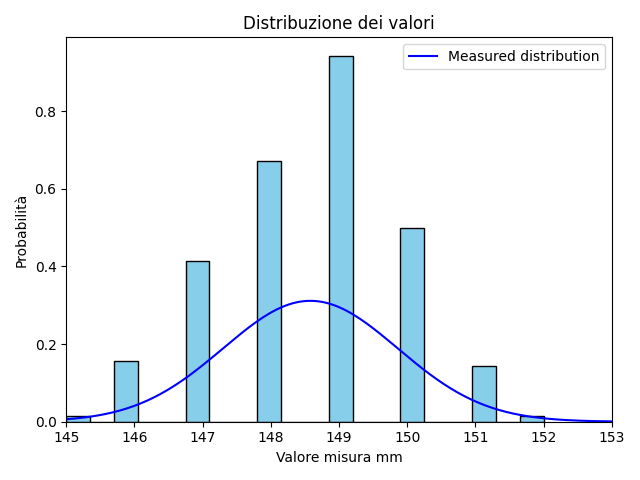 Distribuzione dei valori
Measured distribution
Probabilità
0.8
0.6
0.4
0.2
0.0
145 146 147 148 149 150 151 152 153
Valore misura mm